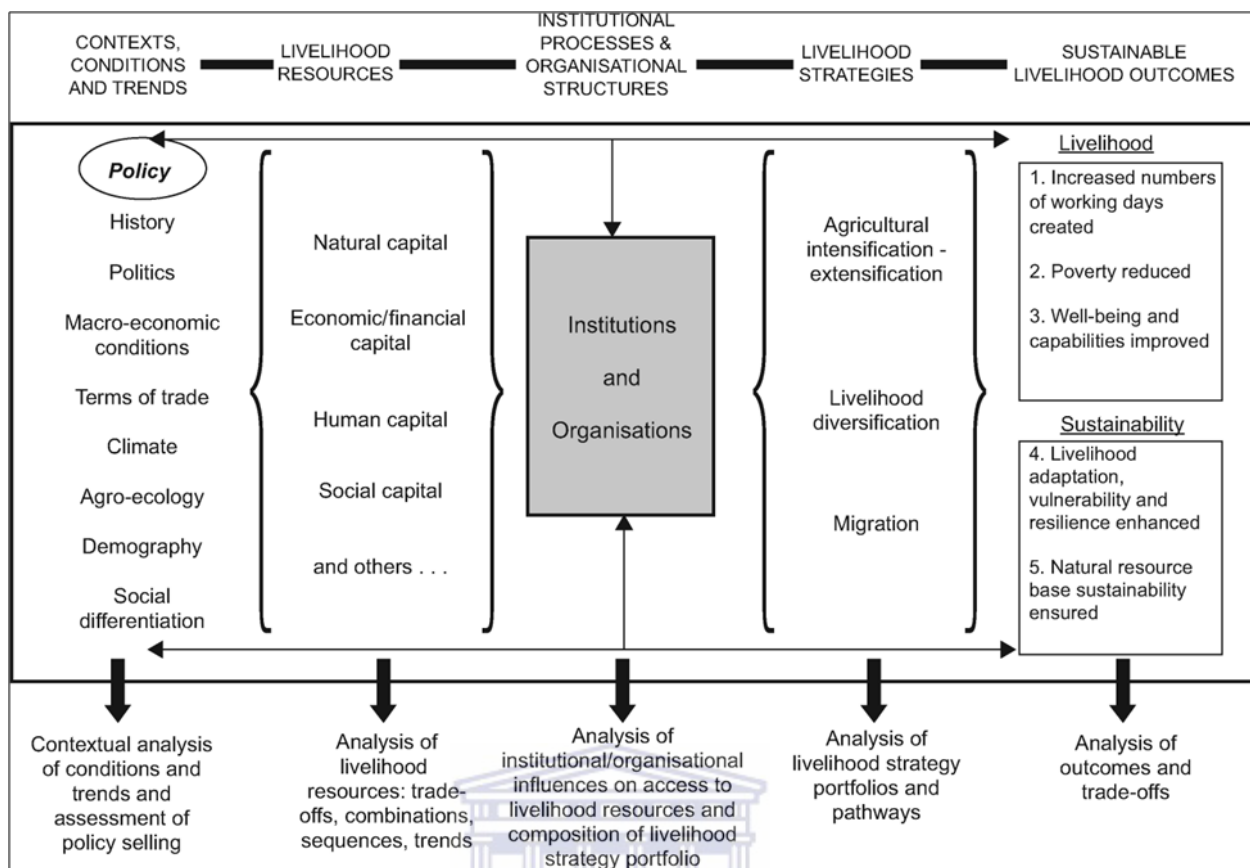 CONTEXTS,
CONDITIONS
AND TRENDS
LIVELIHOOD
RESOURCES
INSTITUTIONAL
PROCESSES &
ORGANISATIONAL
STRUCTURES
LIVELIHOOD
STRATEGIES
SUSTAINABLE
LIVELIHOOD OUTCOMES
Policy
History
Politics
Macro-economic
conditions
Terms of trade
Climate
Agro-ecology
Demography
Social
differentiation
Natural capital
Economic/financial
capital
Human capital
Social capital
and others . . .
Institutions
and
Organisations
Agricultural
intensification -
extensification
Livelihood
diversification
Migration
Livelihood
1. Increased numbers
of working days
created
2. Poverty reduced
3. Well-being and
capabilities improved
Sustainability
4. Livelihood
adaptation,
vulnerability and
resilience enhanced
5. Natural resource
base sustainability
ensured
Contextual analysis
of conditions and
trends and
assessment of
policy selling
Analysis of
livelihood
resources: trade-
offs, combinations,
sequences, trends
Analysis of
institutional/organisational
influences on access to
livelihood resources and
composition of livelihood
strategy portfolio
Analysis of
livelihood strategy
portfolios and
pathways
Analysis of
outcomes and
trade-offs